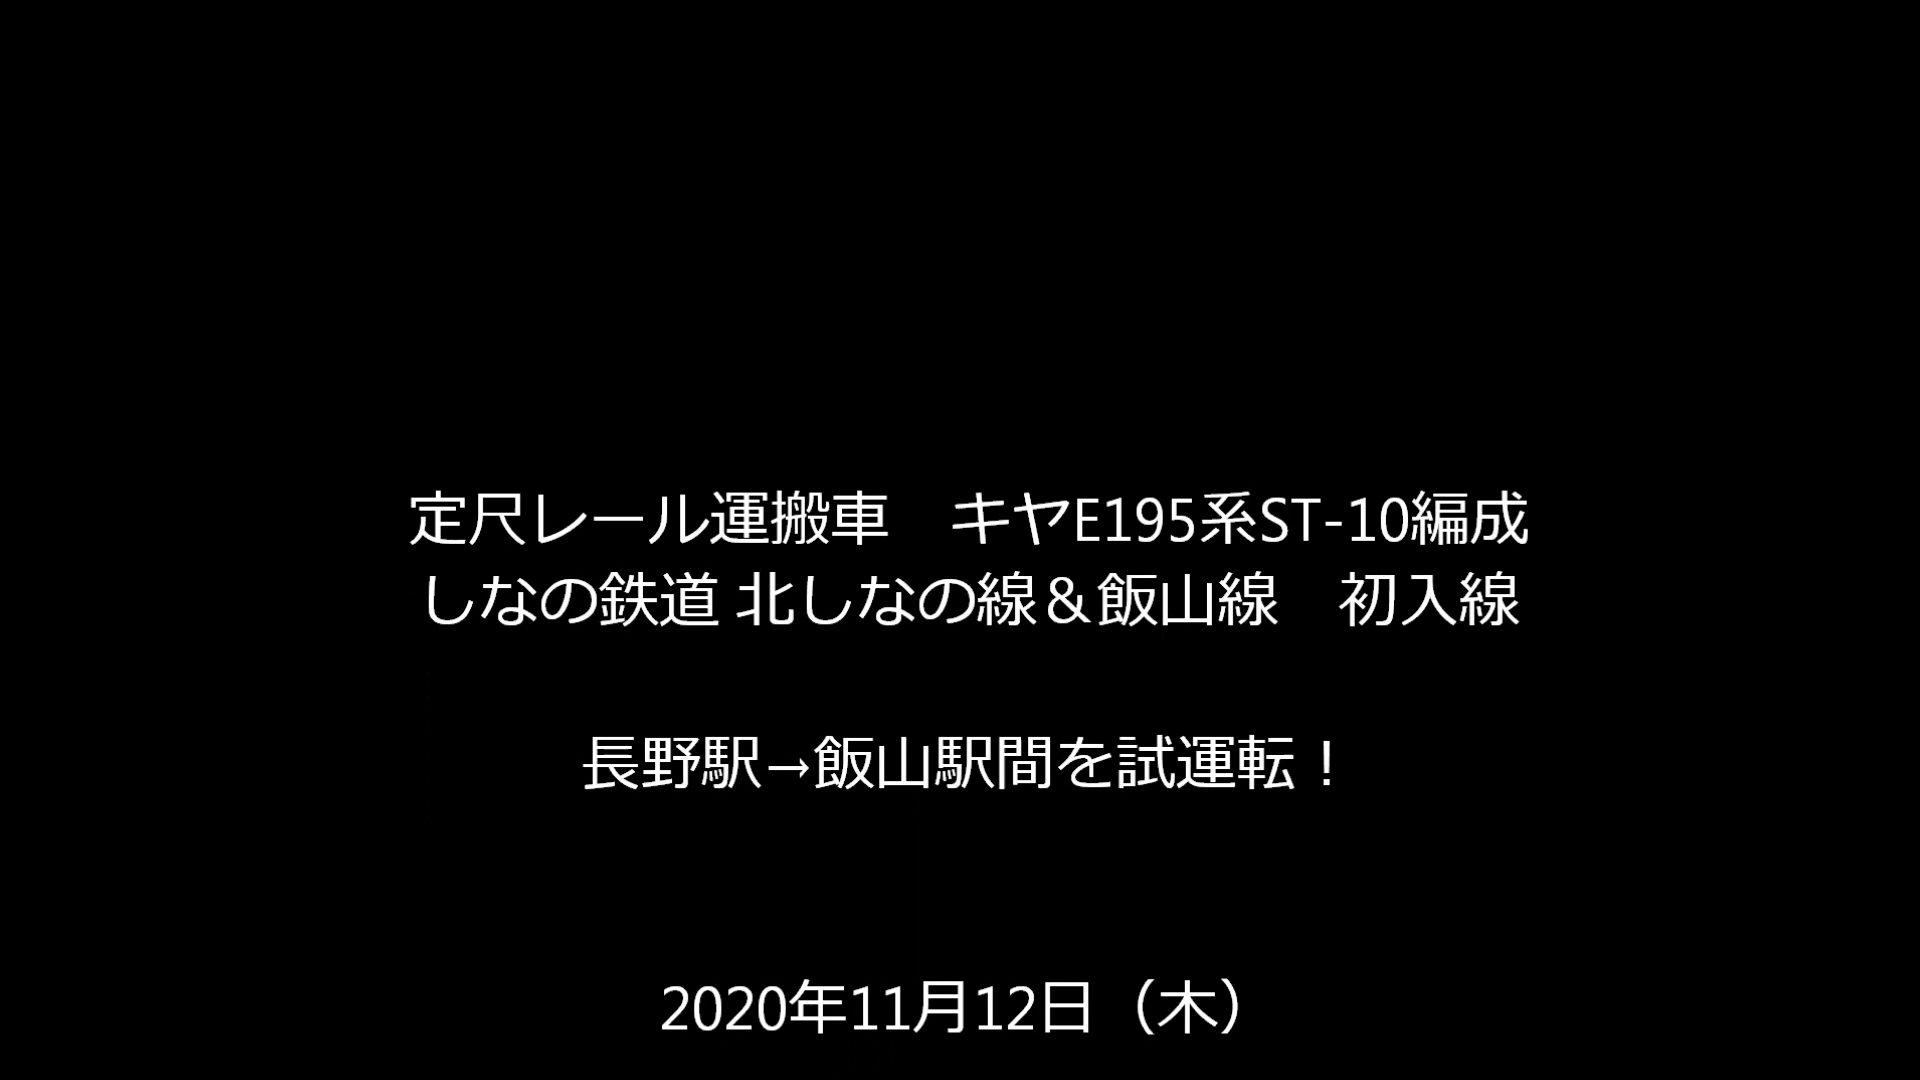 定尺レール運搬車　キヤE195系ST-10編成
しなの鉄道 北しなの線＆飯山線　初入線
長野駅→飯山駅間を試運転！
2020年11月12日（木）